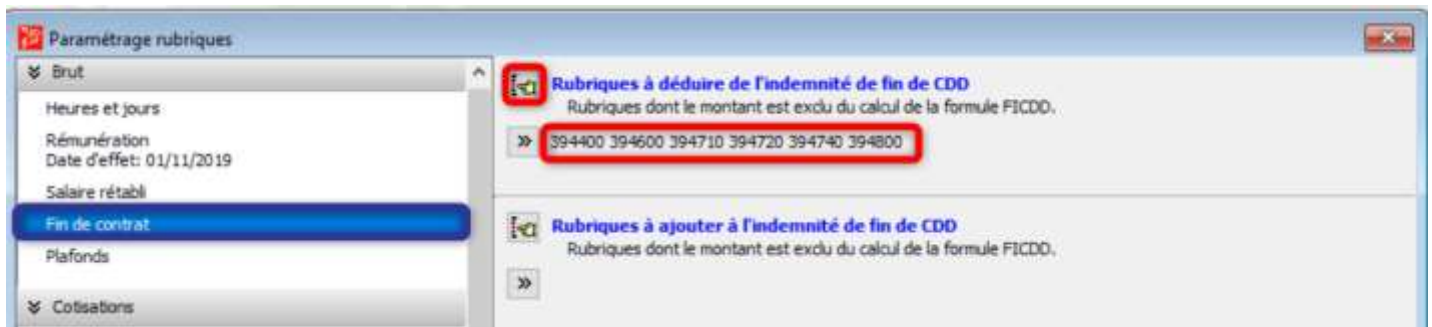 Paramétrage rubriques
Brut
Heures et jours
Rémunération
Date d'effet: 01/11/2019
Salaire rétabli
Fin de contrat
Plafonds
Cotisations
Rubriques à déduire de l'indemnité de fin de CDD
Rubriques dont le montant est exclu du calcul de la formule FICDD.
394400 394600 394710 394720 394740 394800
Rubriques à ajouter à l'indemnité de fin de CDD
Rubriques dont le montant est exclu du calcul de la formule FICDD.